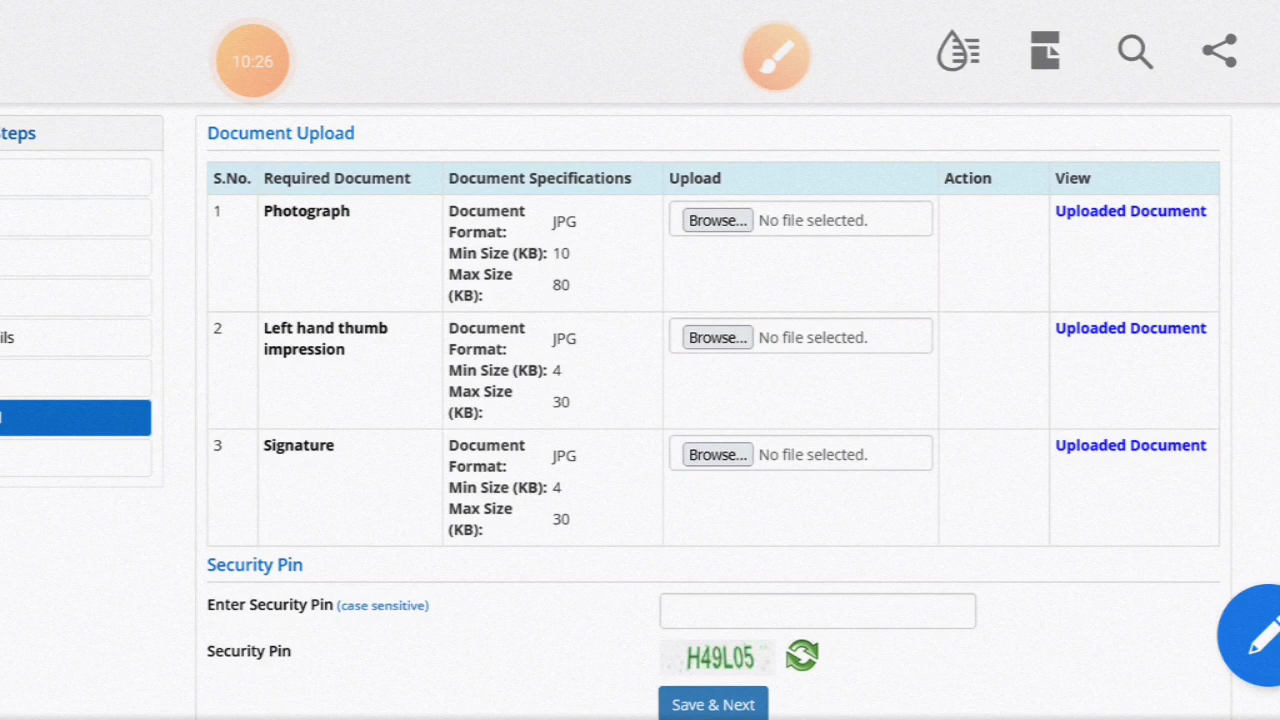 10:26
Steps
Document Upload
S.No. Required Document Document Specifications Upload Action View
1 Photograph Document Format: JPG Browse... No file selected. Uploaded Document
Min Size (KB): 10
Max Size (KB): 80
2 Left hand thumb impression Document Format: JPG Browse... No file selected. Uploaded Document
Min Size (KB): 4
Max Size (KB): 30
ils
3 Signature Document Format: JPG Browse... No file selected. Uploaded Document
Min Size (KB): 4
Max Size (KB): 30
Security Pin
Enter Security Pin (case sensitive)
Security Pin H49L05
Save & Next